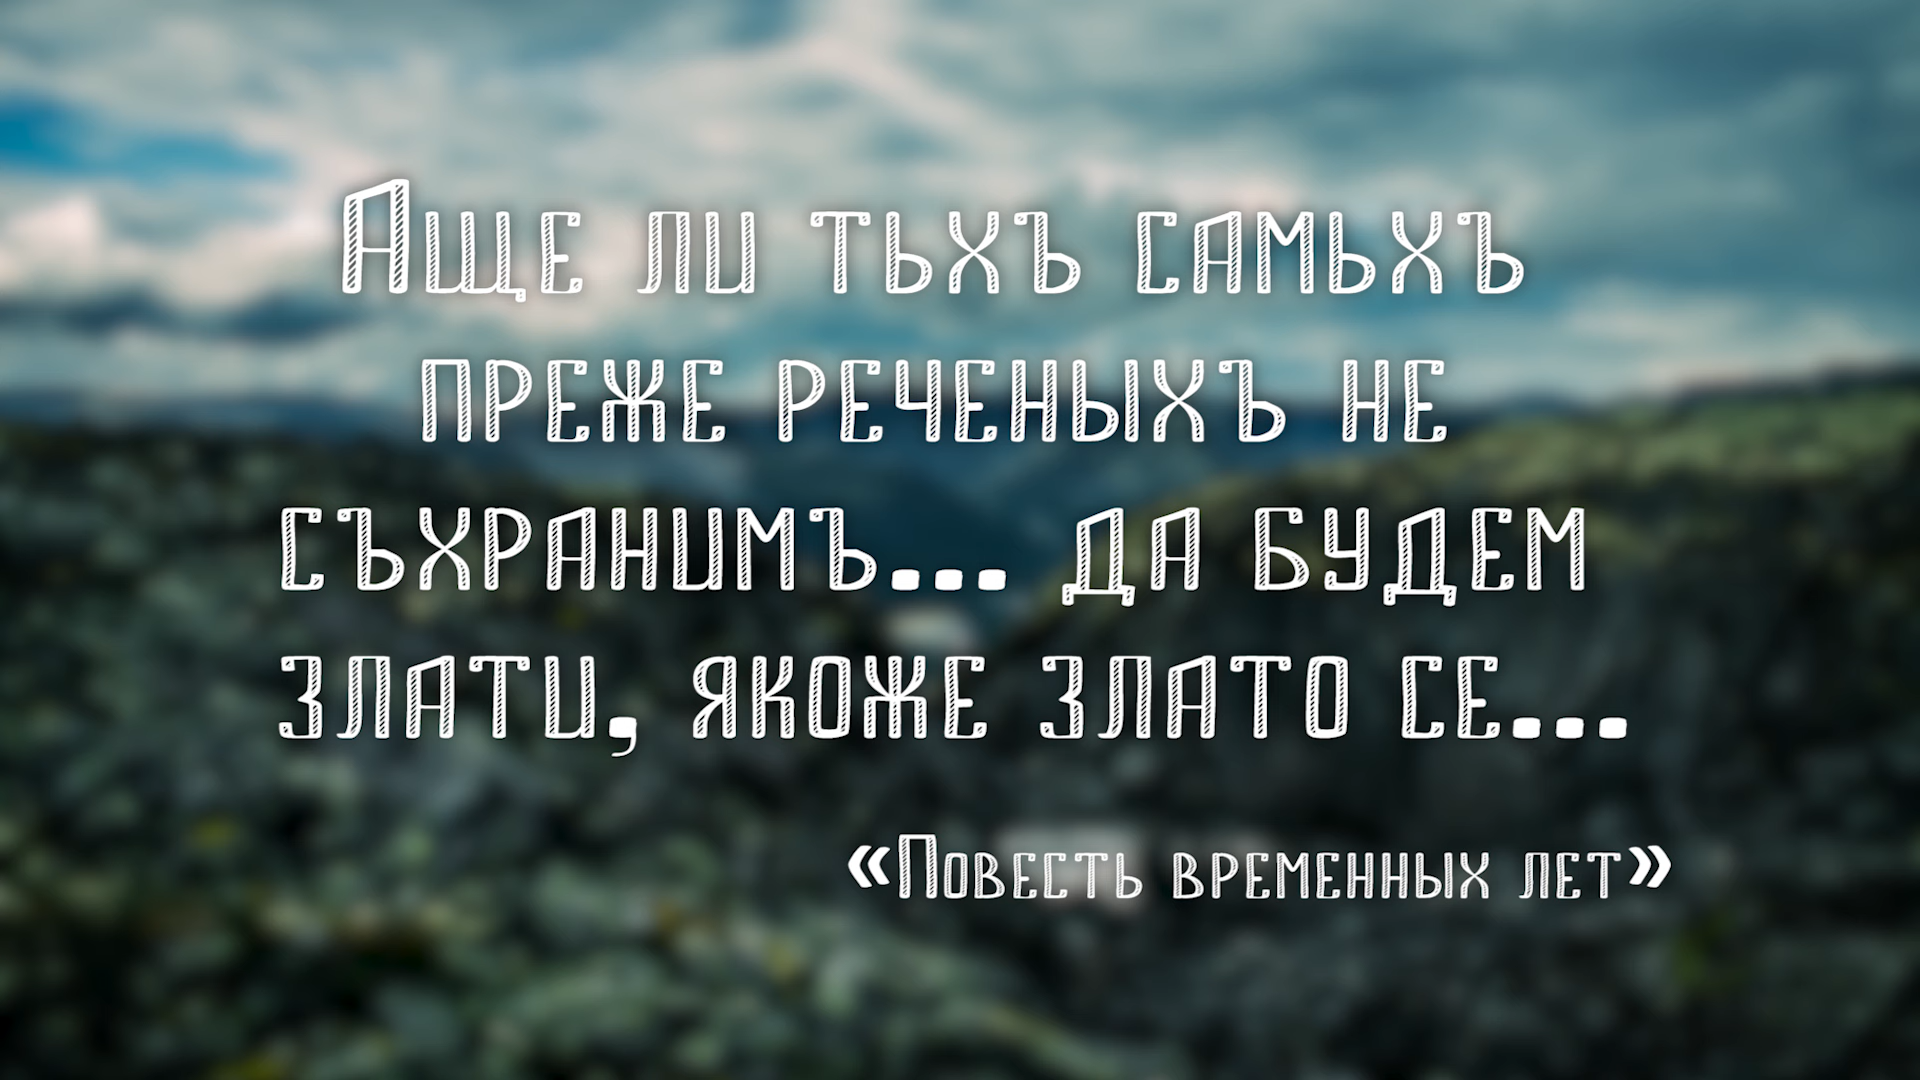 Аще ли тьхъ самьхъ
преже реченыхъ не
съхранимъ... да будем
злати, якоже злато се...
«Повесть временных лет»